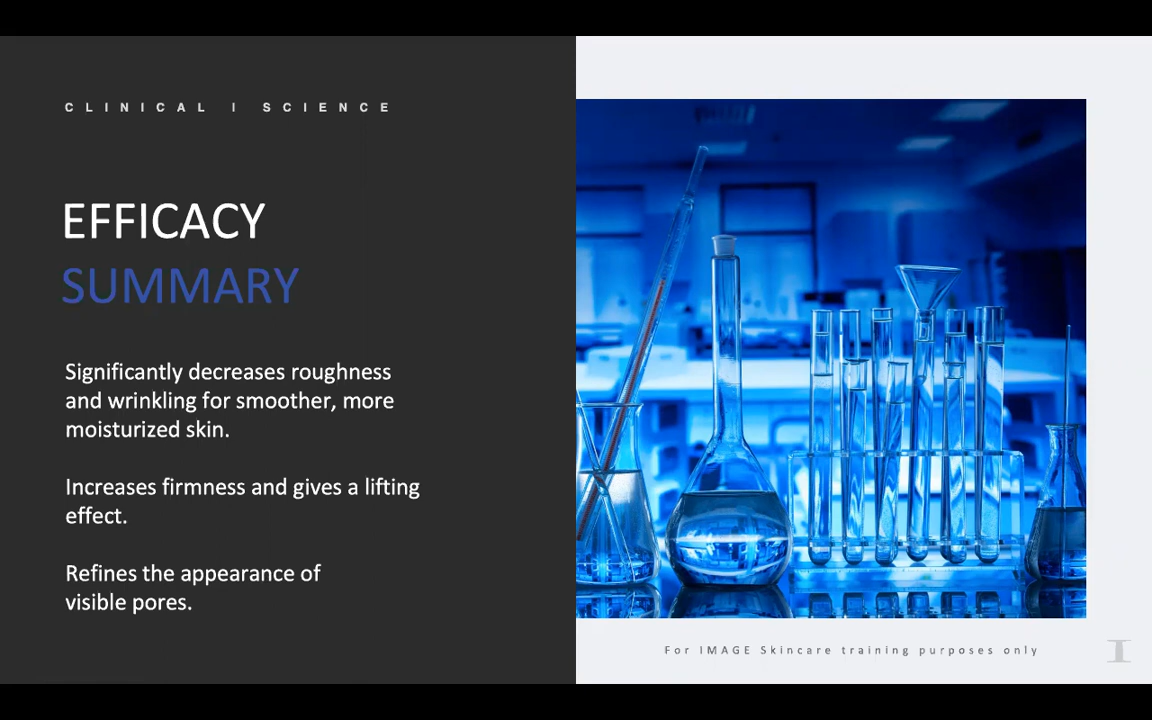 CLINICAL | SCIENCE
EFFICACY
SUMMARY
Significantly decreases roughness
and wrinkling for smoother, more
moisturized skin.
Increases firmness and gives a lifting
effect.
Refines the appearance of
visible pores.
For IMAGE Skincare training purposes only
I